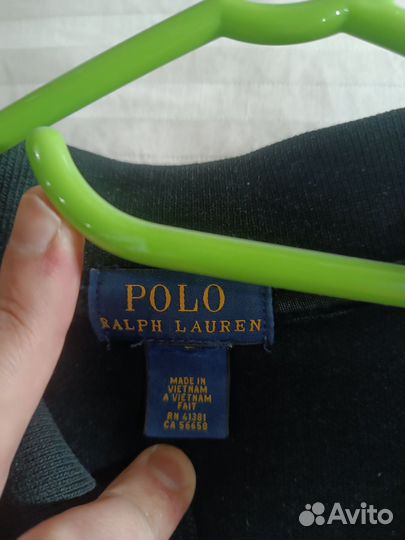 POLO
RALPH LAUREN
MADE IN
VIETNAM
A VIETNAM
FAIT
RN 41381
CA 56658
Avito